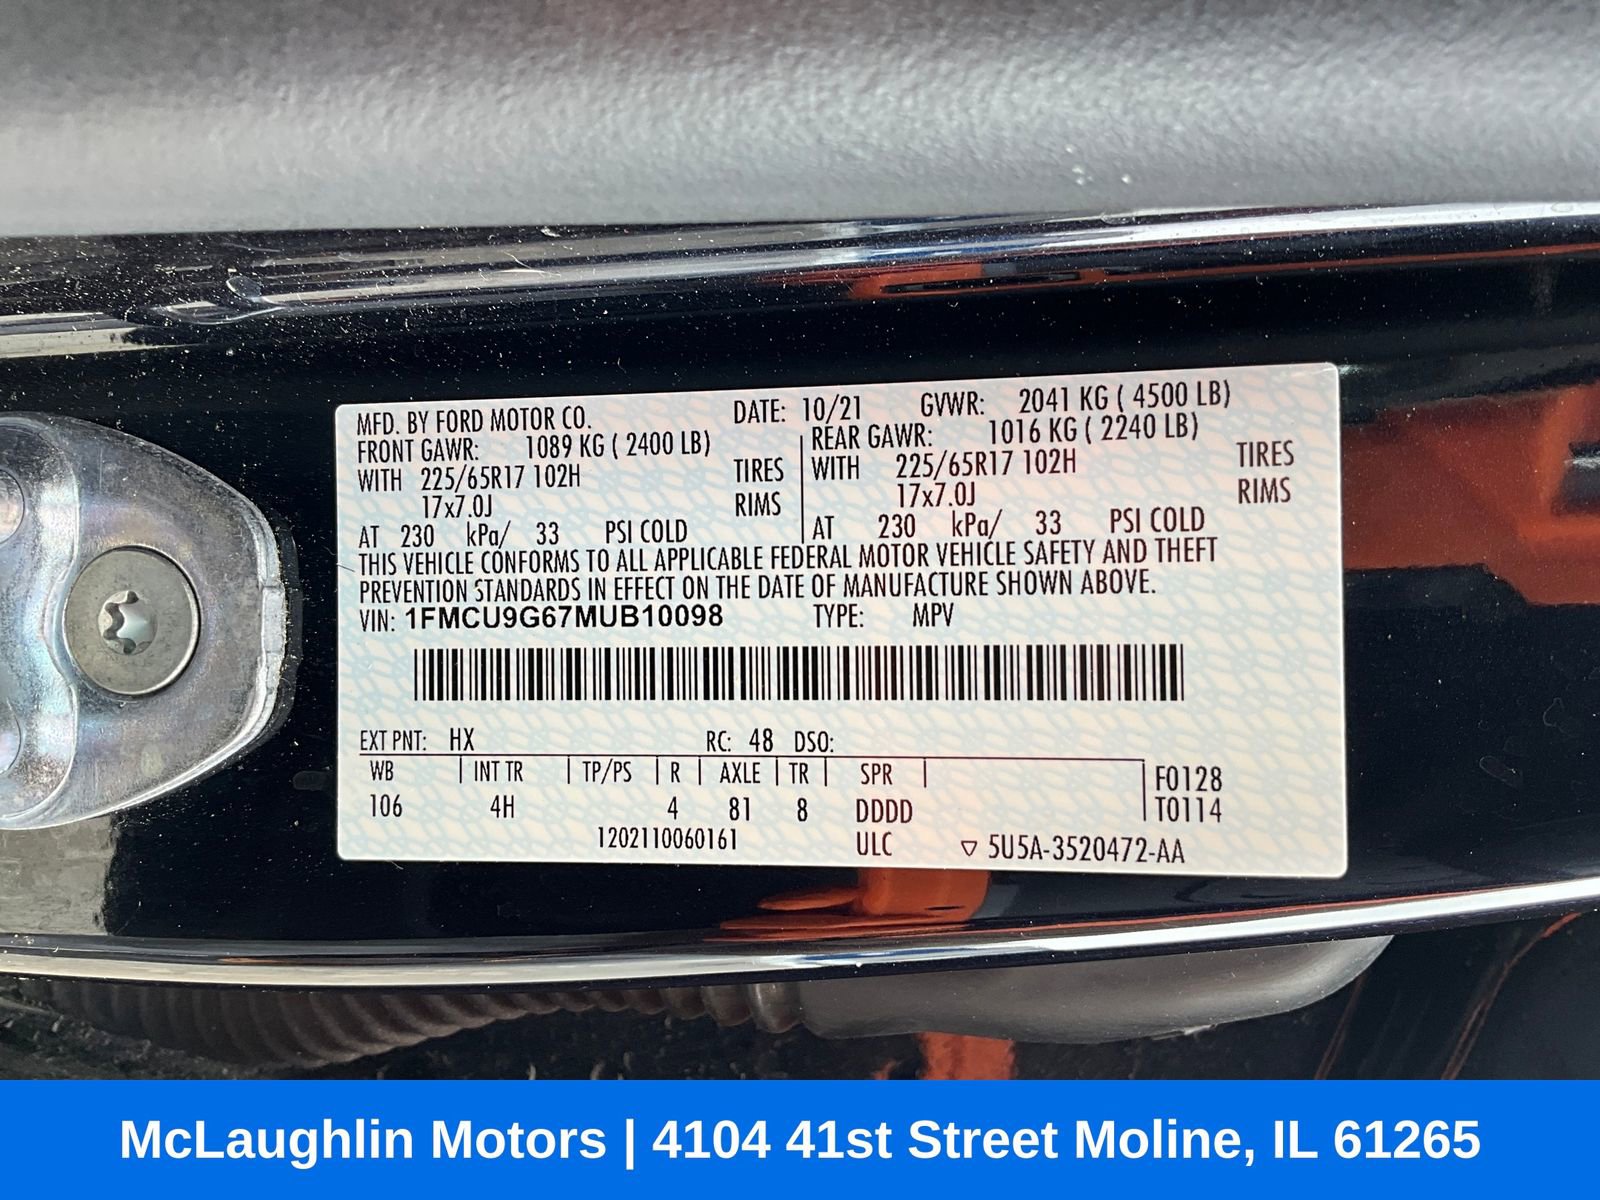 MFD. BY FORD MOTOR CO. DATE: 10/21 GVWR: 2041 KG ( 4500 LB)
FRONT GAWR: 1089 KG ( 2400 LB) REAR GAWR: 1016 KG ( 2240 LB)
WITH 225/65R17 102H TIRES WITH 225/65R17 102H TIRES
17x7.0J RIMS 17x7.0J RIMS
AT 230 kPa/ 33 PSI COLD AT 230 kPa/ 33 PSI COLD
THIS VEHICLE CONFORMS TO ALL APPLICABLE FEDERAL MOTOR VEHICLE SAFETY AND THEFT
PREVENTION STANDARDS IN EFFECT ON THE DATE OF MANUFACTURE SHOWN ABOVE.
VIN: 1FMCU9G67MUB10098 TYPE: MPV
EXT PNT: HX RC: 48 DSO:
WB INT TR TP/PS R AXLE TR SPR F0128
106 4H 4 81 8 DDDD T0114
1202110060161 ULC 5U5A-3520472-AA
McLaughlin Motors | 4104 41st Street Moline, IL 61265